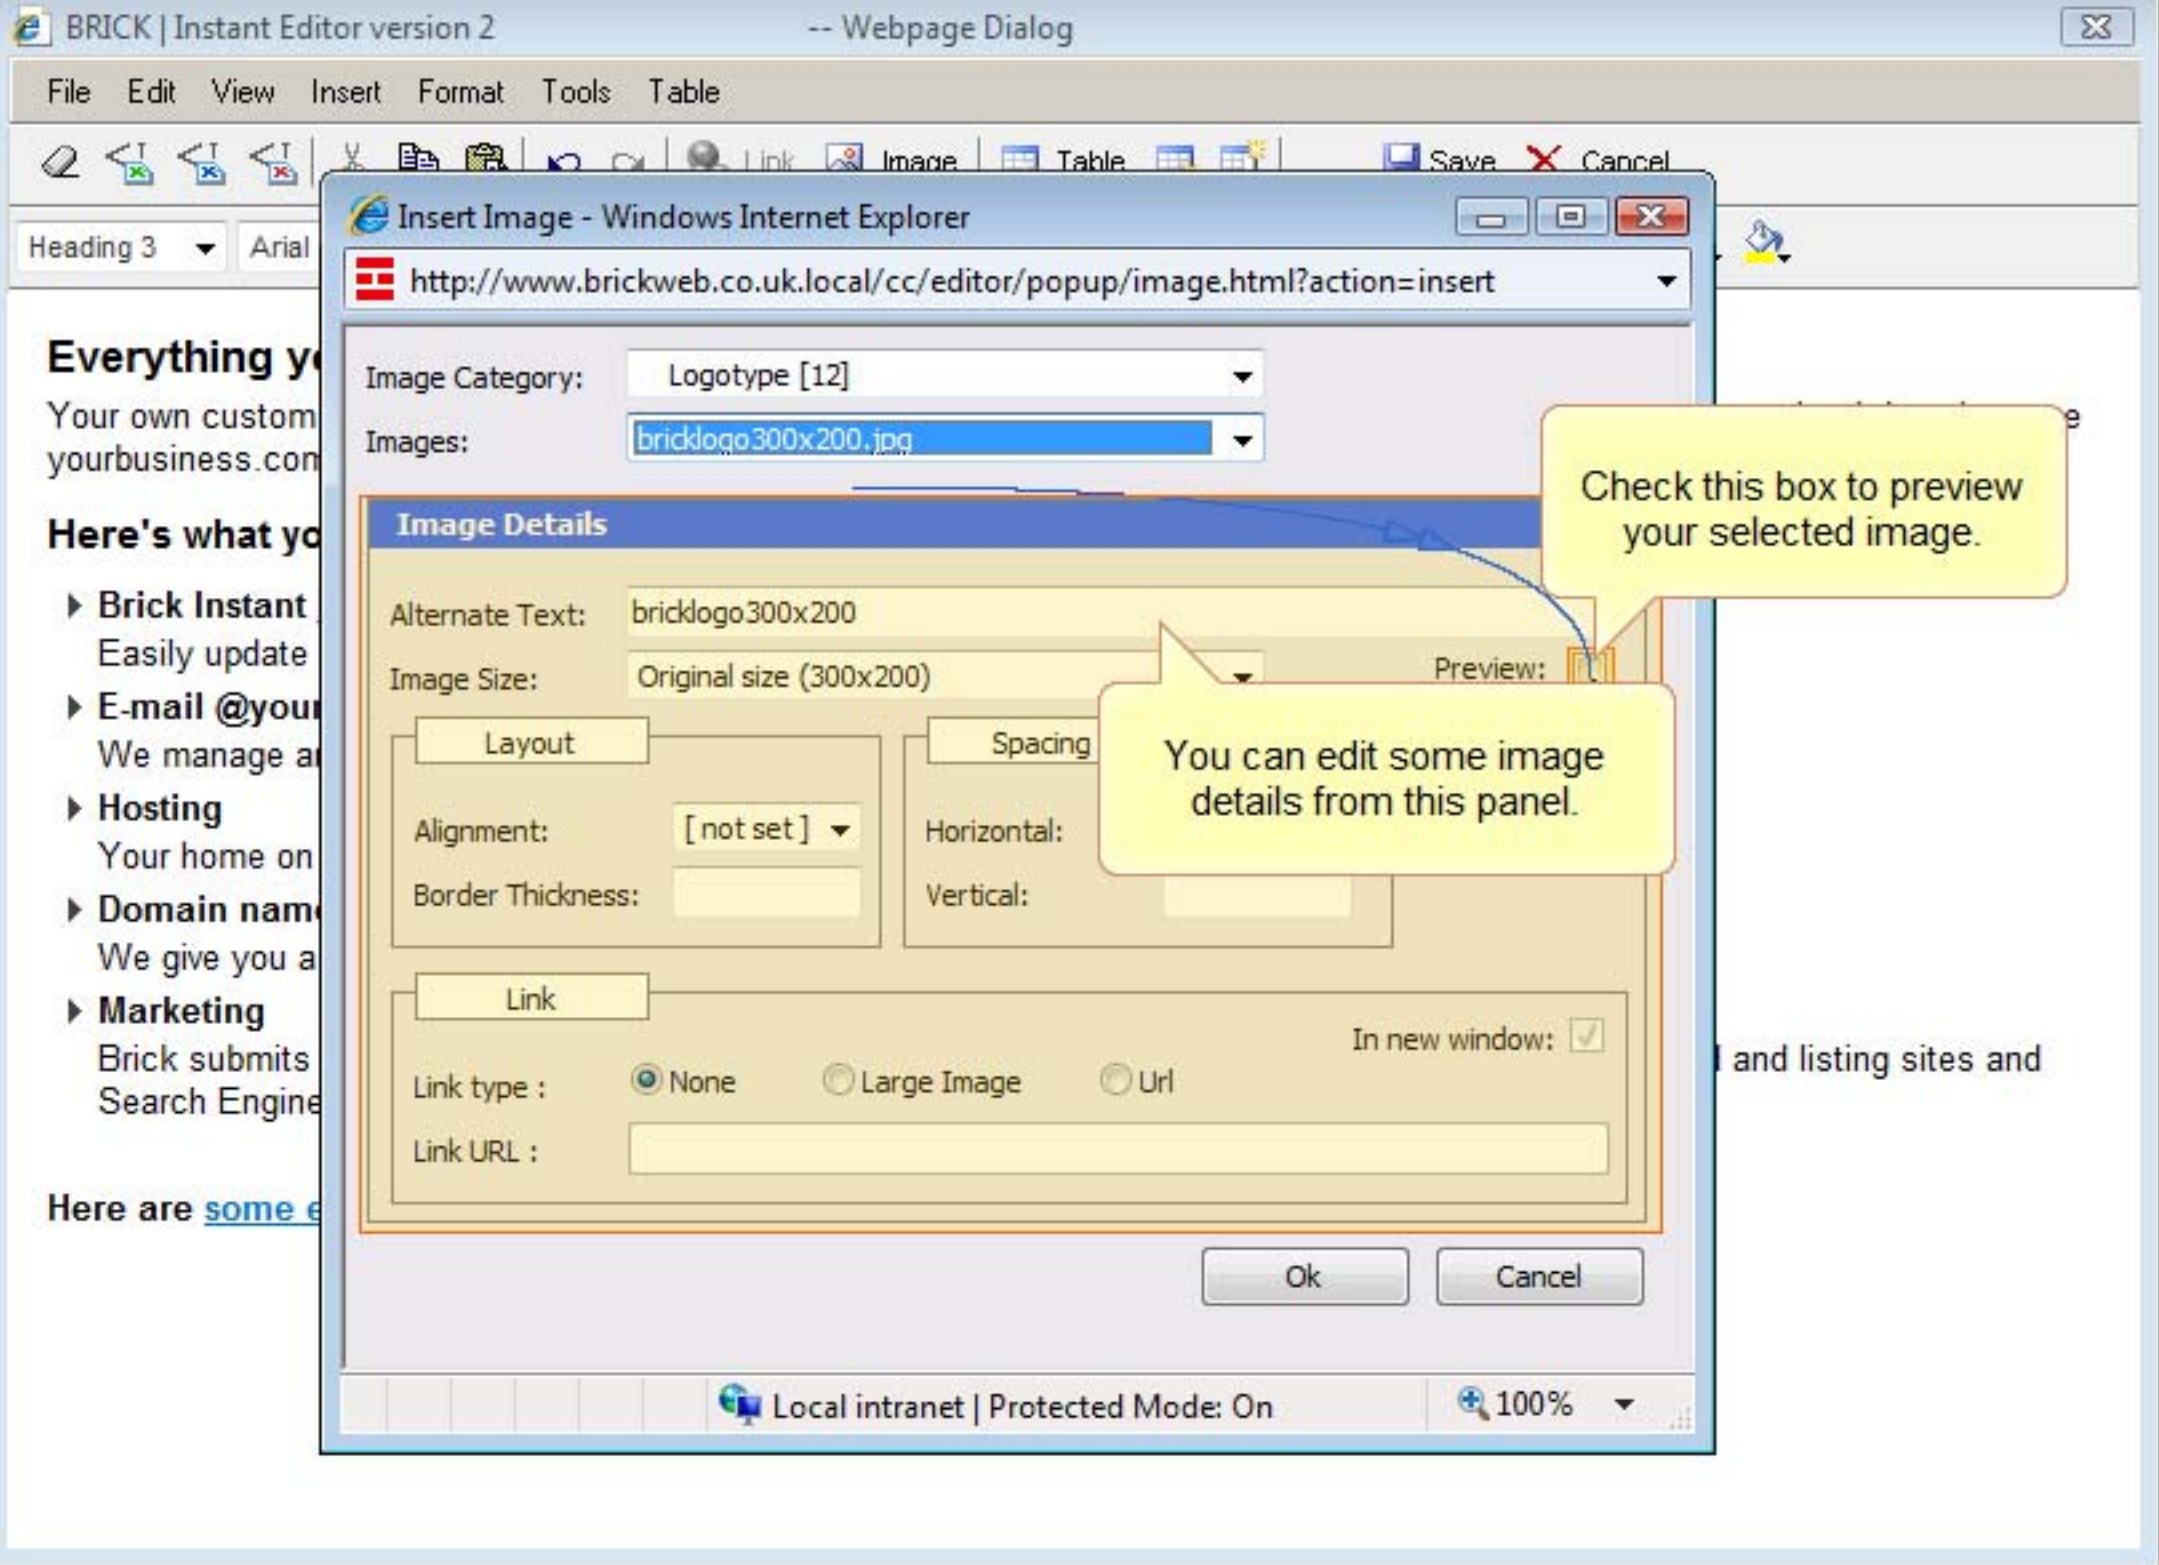 BRICK | Instant Editor version 2 -- Webpage Dialog
File Edit View Insert Format Tools Table
Link Image Table Save Cancel
Heading 3 Arial
Insert Image - Windows Internet Explorer
http://www.brickweb.co.uk.local/cc/editor/popup/image.html?action=insert
Everything
Your own custom
yourbusiness.com
Here's what
Brick Instant
Easily update
E-mail
We manage
Hosting
Your home on
Domain
We give you a
Marketing
Brick submits
Search
Here are some
Image Category: Logotype [12]
Images: bricklogo300x200.jpg
Image Details
Alternate Text: bricklogo300x200
Image Size: Original size (300x200) Preview:
Check this box to preview
your selected image.
You can edit some image
details from this panel.
Layout
Alignment: [ not set ]
Border Thickness:
Spacing
Horizontal:
Vertical:
Link
In new window:
Link type : None Large Image Url
Link URL :
Ok Cancel
Local intranet | Protected Mode: On 100%
and listing sites and